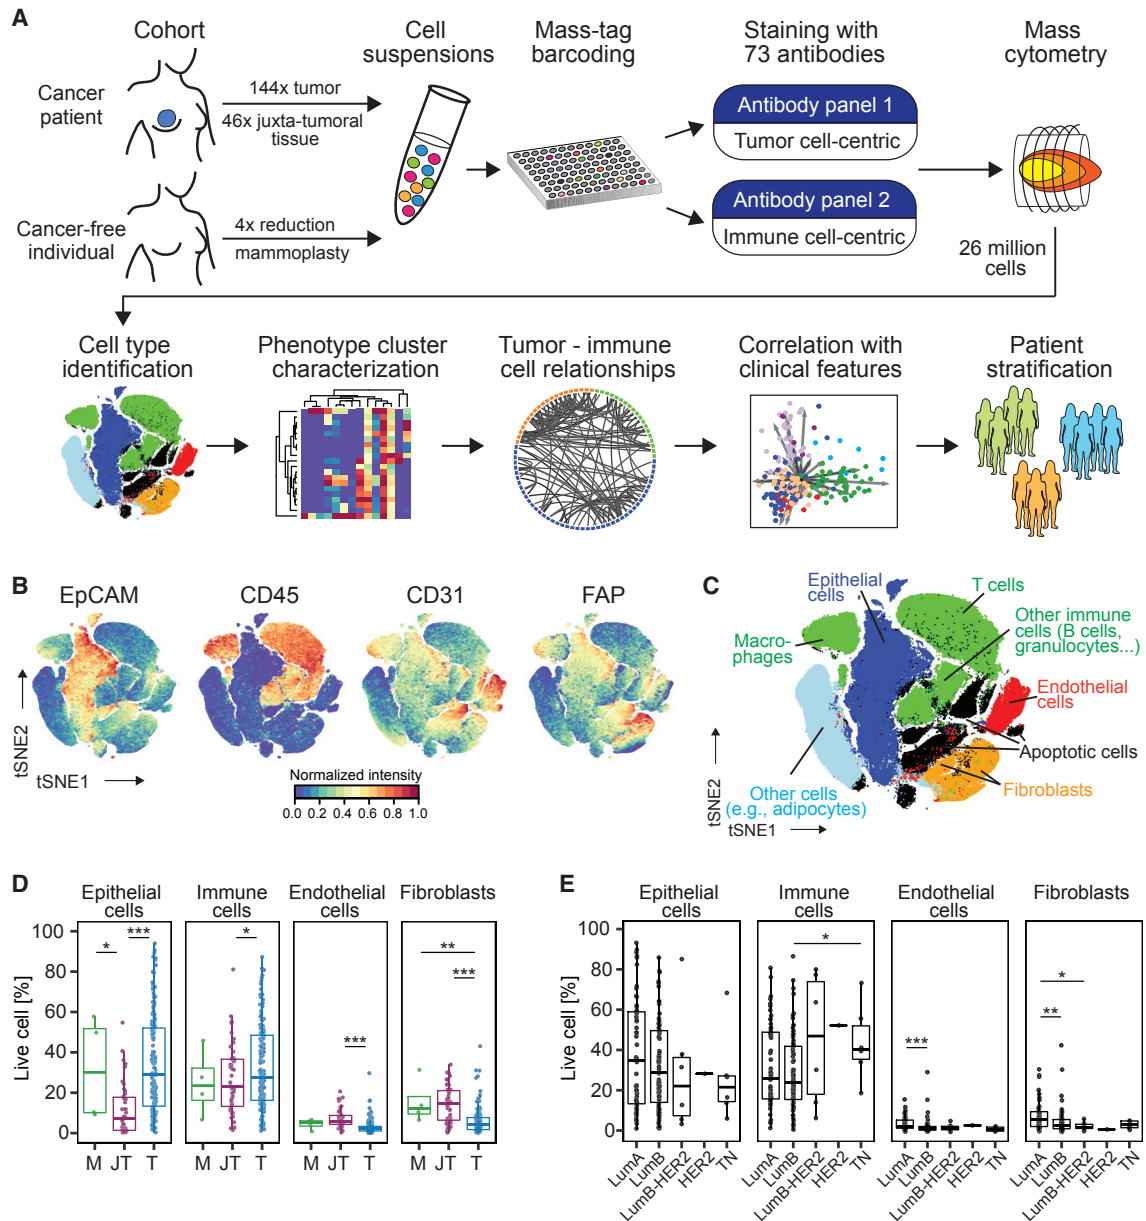 A
Cohort
Cell
suspensions
Mass-tag
barcoding
Staining with
73 antibodies
Mass
cytometry
Cancer
patient
144x tumor
46x juxta-tumoral
tissue
Antibody panel 1
Tumor cell-centric
Antibody panel 2
Immune cell-centric
Cancer-free
individual
4x reduction
mammoplasty
26 million
cells
Cell type
identification
Phenotype cluster
characterization
Tumor - immune
cell relationships
Correlation with
clinical features
Patient
stratification
B
EpCAM
CD45
CD31
FAP
tSNE2
tSNE1
Normalized intensity
0.0 0.2 0.4 0.6 0.8 1.0
C
Epithelial
cells
T cells
Other immune
cells (B cells,
granulocytes...)
Macro-
phages
Endothelial
cells
Apoptotic cells
Fibroblasts
Other cells
(e.g., adipocytes)
tSNE2
tSNE1
D
Epithelial
cells
Immune
cells
Endothelial
cells
Fibroblasts
Live cell [%]
100
80
60
40
20
0
* ***
*
***
**
***
M JT T
M JT T
M JT T
M JT T
E
Epithelial
cells
Immune
cells
Endothelial
cells
Fibroblasts
Live cell [%]
100
80
60
40
20
0
*
***
*
**
LumA LumB LumB-HER2 HER2 TN
LumA LumB LumB-HER2 HER2 TN
LumA LumB LumB-HER2 HER2 TN
LumA LumB LumB-HER2 HER2 TN